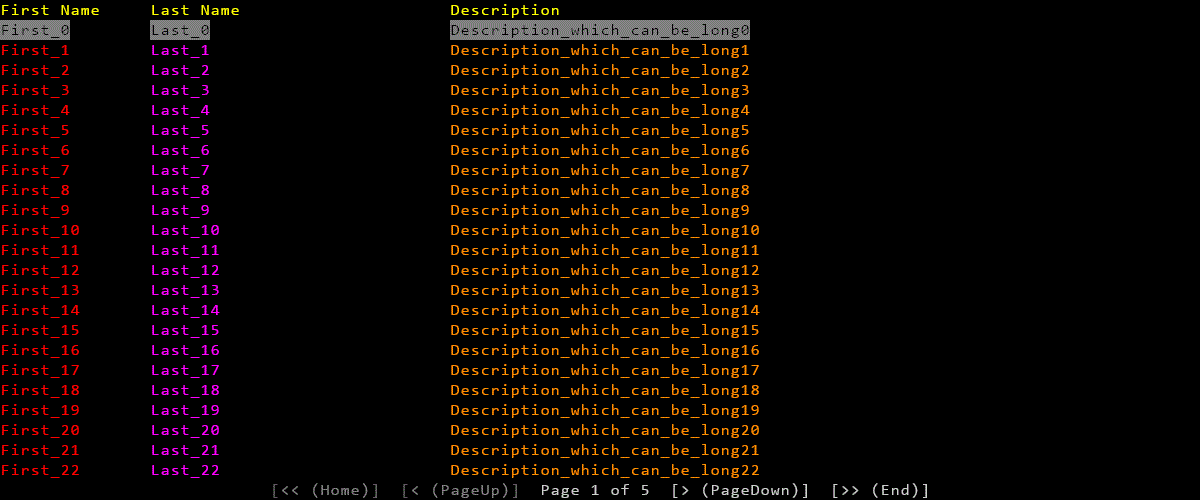 First Name Last Name Description
First_0 Last_0 Description_which_can_be_long0
First_1 Last_1 Description_which_can_be_long1
First_2 Last_2 Description_which_can_be_long2
First_3 Last_3 Description_which_can_be_long3
First_4 Last_4 Description_which_can_be_long4
First_5 Last_5 Description_which_can_be_long5
First_6 Last_6 Description_which_can_be_long6
First_7 Last_7 Description_which_can_be_long7
First_8 Last_8 Description_which_can_be_long8
First_9 Last_9 Description_which_can_be_long9
First_10 Last_10 Description_which_can_be_long10
First_11 Last_11 Description_which_can_be_long11
First_12 Last_12 Description_which_can_be_long12
First_13 Last_13 Description_which_can_be_long13
First_14 Last_14 Description_which_can_be_long14
First_15 Last_15 Description_which_can_be_long15
First_16 Last_16 Description_which_can_be_long16
First_17 Last_17 Description_which_can_be_long17
First_18 Last_18 Description_which_can_be_long18
First_19 Last_19 Description_which_can_be_long19
First_20 Last_20 Description_which_can_be_long20
First_21 Last_21 Description_which_can_be_long21
First_22 Last_22 Description_which_can_be_long22
[<< (Home)] [< (PageUp)] Page 1 of 5 [> (PageDown)] [>> (End)]